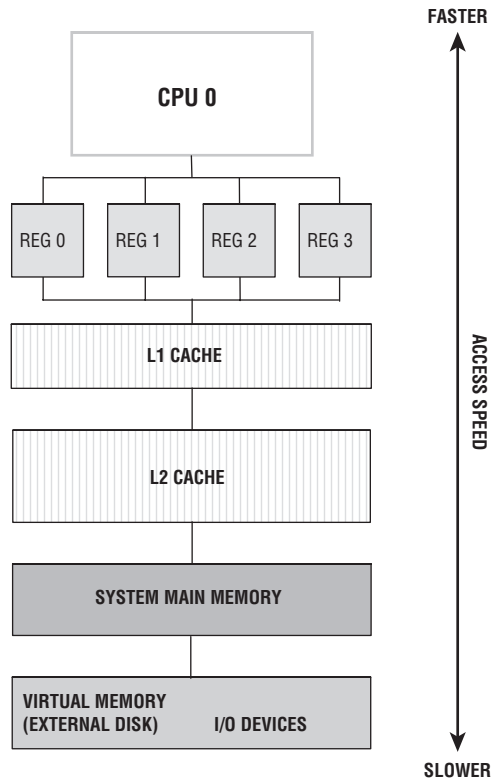 FASTER
CPU 0
REG 0
REG 1
REG 2
REG 3
L1 CACHE
ACCESS SPEED
L2 CACHE
SYSTEM MAIN MEMORY
VIRTUAL MEMORY
(EXTERNAL DISK) I/O DEVICES
SLOWER